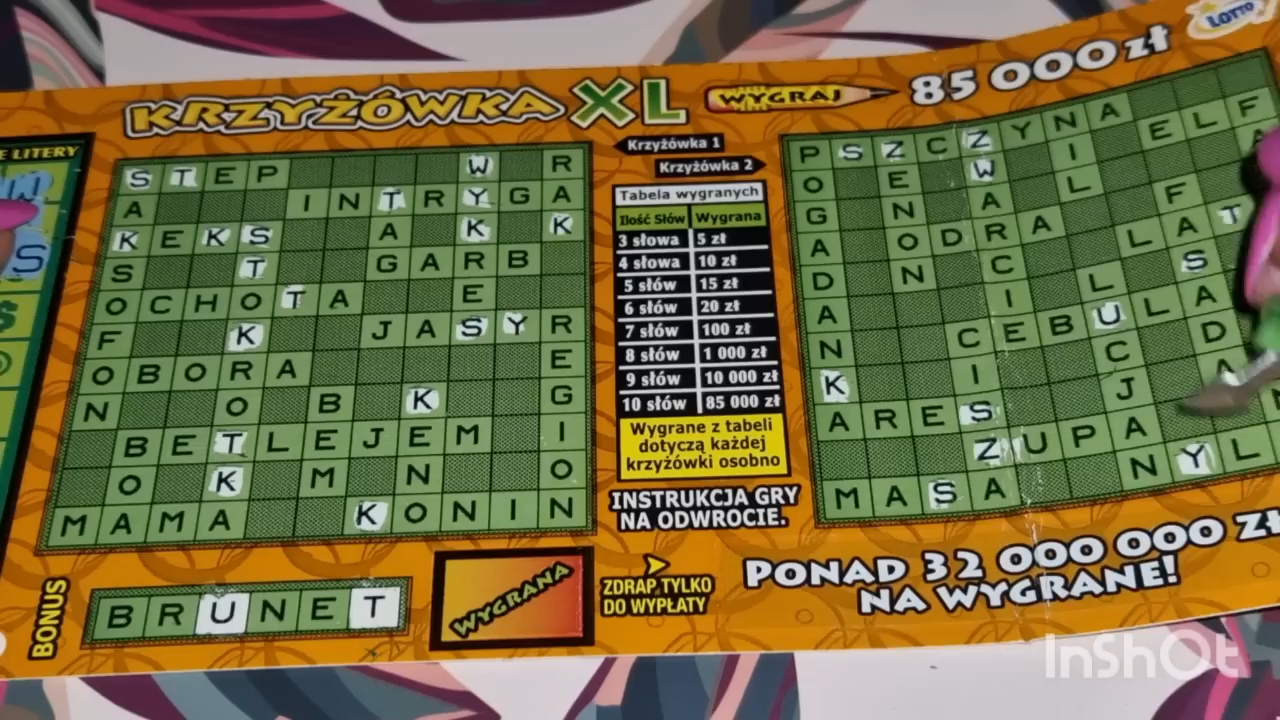 LOTTO
KRZYŻÓWKA XL WYGRAJ 85 000 zł
E LITERY
S
$
Krzyżówka 1
Krzyżówka 2
Tabela wygranych
Ilość Słów Wygrana
3 słowa 5 zł
4 słowa 10 zł
5 słów 15 zł
6 słów 20 zł
7 słów 100 zł
8 słów 1 000 zł
9 słów 10 000 zł
10 słów 85 000 zł
Wygrane z tabeli
dotyczą każdej
krzyżówki osobno
INSTRUKCJA GRY
NA ODWROCIE.
S T E P W R
A I N T R Y G A
K E K S A K K
S T G A R B
O C H O T A E
F K J A S Y R
O B O R A E
N O B K G
B E T L E J E M I
O K M N O
M A M A K O N I N
P S Z C Z Y N A E L F
O E W I
G N A L F
A O D R A L A T
D N C L S
A I C E B U L A
N C I C D
K S J A
A R E S Z U P A
M A S A N Y L
BONUS
B R U N E T
WYGRANA
ZDRAP TYLKO
DO WYPŁATY
PONAD 32 000 000 ZŁ
NA WYGRANE!
InShOt